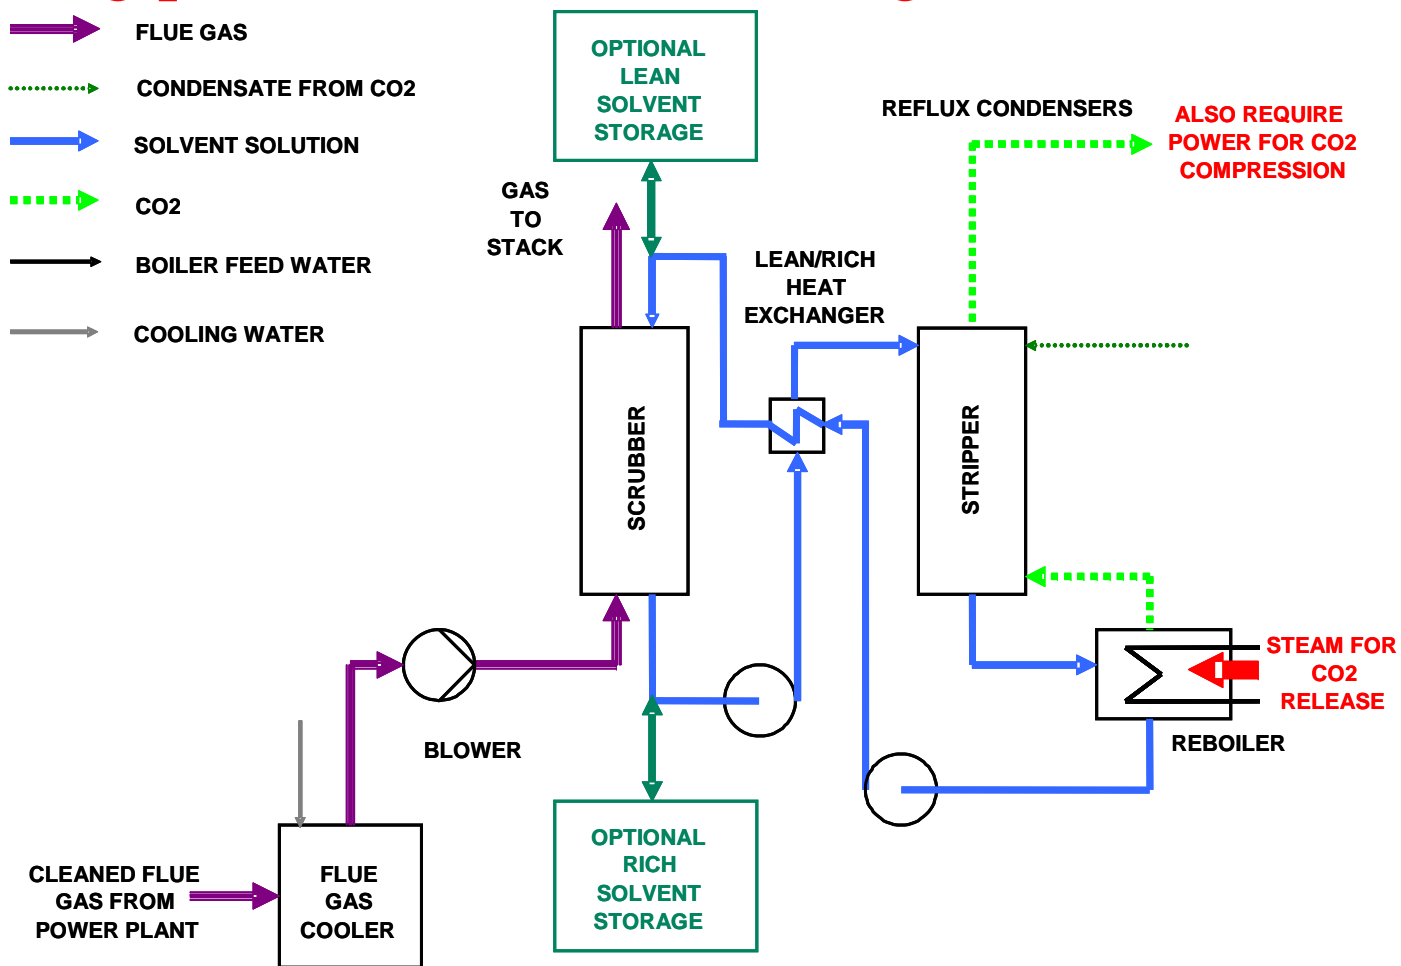 FLUE GAS
CONDENSATE FROM CO2
SOLVENT SOLUTION
CO2
BOILER FEED WATER
COOLING WATER
OPTIONAL
LEAN
SOLVENT
STORAGE
GAS
TO
STACK
REFLUX CONDENSERS
ALSO REQUIRE
POWER FOR CO2
COMPRESSION
LEAN/RICH
HEAT
EXCHANGER
SCRUBBER
STRIPPER
BLOWER
STEAM FOR
CO2
RELEASE
REBOILER
CLEANED FLUE
GAS FROM
POWER PLANT
FLUE
GAS
COOLER
OPTIONAL
RICH
SOLVENT
STORAGE